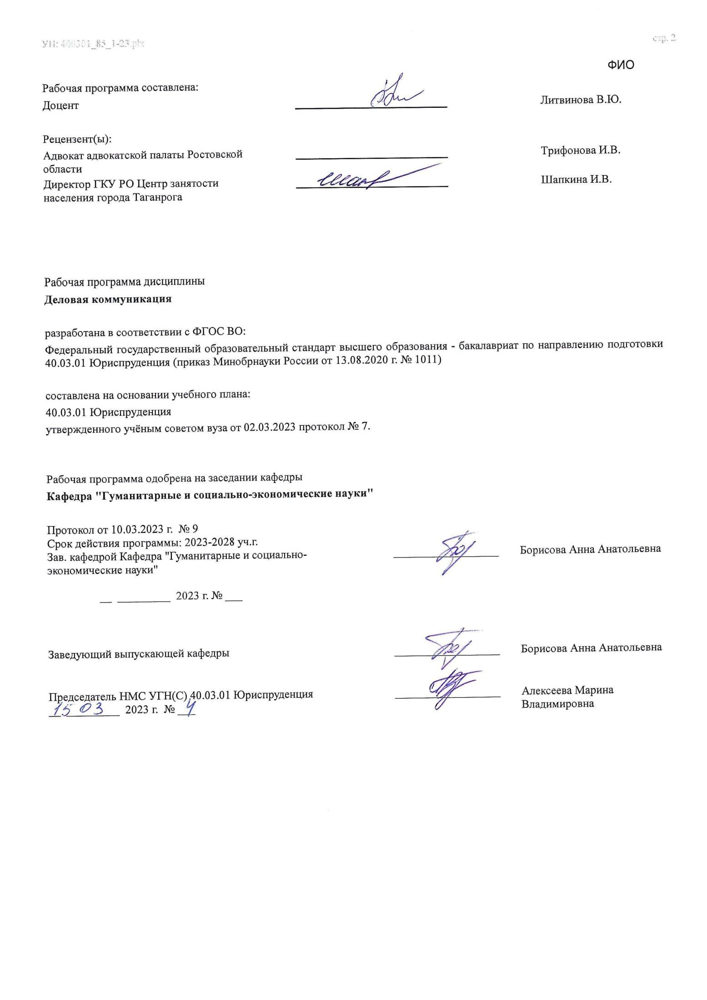 УП: 400301_85_1-23.plx
стр. 2
ФИО
Рабочая программа составлена:
Доцент
Литвинова В.Ю.
Рецензент(ы):
Адвокат адвокатской палаты Ростовской
области
Трифонова И.В.
Директор ГКУ РО Центр занятости
населения города Таганрога
Шапкина И.В.
Рабочая программа дисциплины
Деловая коммуникация
разработана в соответствии с ФГОС ВО:
Федеральный государственный образовательный стандарт высшего образования - бакалавриат по направлению подготовки
40.03.01 Юриспруденция (приказ Минобрнауки России от 13.08.2020 г. № 1011)
составлена на основании учебного плана:
40.03.01 Юриспруденция
утвержденного учёным советом вуза от 02.03.2023 протокол № 7.
Рабочая программа одобрена на заседании кафедры
Кафедра "Гуманитарные и социально-экономические науки"
Протокол от 10.03.2023 г. № 9
Срок действия программы: 2023-2028 уч.г.
Зав. кафедрой Кафедра "Гуманитарные и социально-
экономические науки"
Борисова Анна Анатольевна
__ _________ 2023 г. № ___
Заведующий выпускающей кафедры
Борисова Анна Анатольевна
Председатель НМС УГН(С) 40.03.01 Юриспруденция
Алексеева Марина
Владимировна
15 03 2023 г. № 4